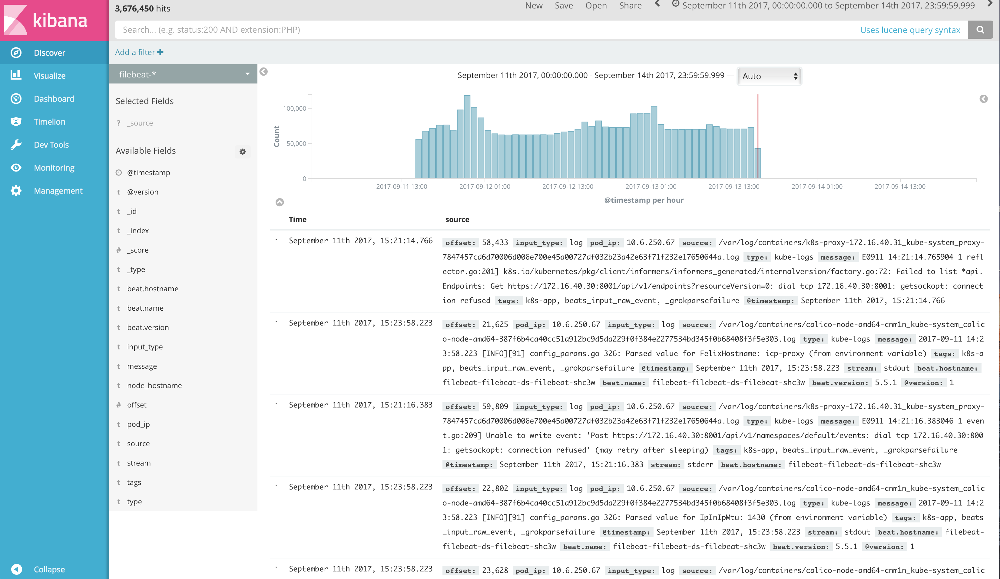 kibana
3,676,450 hits
New Save Open Share September 11th 2017, 00:00:00.000 to September 14th 2017, 23:59:59.999
Search... (e.g. status:200 AND extension:PHP) Uses lucene query syntax
Add a filter
Discover
Visualize
Dashboard
Timelion
Dev Tools
Monitoring
Management
Collapse
filebeat-*
Selected Fields
? _source
Available Fields
@timestamp
t @version
t _id
t _index
# _score
t _type
t beat.hostname
t beat.name
t beat.version
t input_type
t message
t node_hostname
# offset
t pod_ip
t source
t stream
t tags
t type
September 11th 2017, 00:00:00.000 - September 14th 2017, 23:59:59.999 — Auto
Count
100,000
50,000
0
2017-09-11 13:00 2017-09-12 01:00 2017-09-12 13:00 2017-09-13 01:00 2017-09-13 13:00 2017-09-14 01:00 2017-09-14 13:00
@timestamp per hour
Time _source
September 11th 2017, 15:21:14.766 offset: 58,433 input_type: log pod_ip: 10.6.250.67 source: /var/log/containers/k8s-proxy-172.16.40.31_kube-system_proxy-
7847457cd6d70006d006e700e45a00727df032b23a42e63f71f232e17650644a.log type: kube-logs message: E0911 14:21:14.765904 1 refl
ector.go:201] k8s.io/kubernetes/pkg/client/informers/informers_generated/internalversion/factory.go:72: Failed to list *api.
Endpoints: Get https://172.16.40.30:8001/api/v1/endpoints?resourceVersion=0: dial tcp 172.16.40.30:8001: getsockopt: connect
ion refused tags: k8s-app, beats_input_raw_event, _grokparsefailure @timestamp: September 11th 2017, 15:21:14.766
September 11th 2017, 15:23:58.223 offset: 21,625 pod_ip: 10.6.250.67 input_type: log source: /var/log/containers/calico-node-amd64-cnm1n_kube-system_calic
o-node-amd64-387f6b4ca40cc51a912bc9d5da229f0f384e2277534bd345f0b68408f3f5e303.log type: kube-logs message: 2017-09-11 14:2
3:58.223 [INFO][91] config_params.go 326: Parsed value for FelixHostname: icp-proxy (from environment variable) tags: k8s-a
pp, beats_input_raw_event, _grokparsefailure @timestamp: September 11th 2017, 15:23:58.223 stream: stdout beat.hostname:
filebeat-filebeat-ds-filebeat-shc3w beat.name: filebeat-filebeat-ds-filebeat-shc3w beat.version: 5.5.1 @version: 1
September 11th 2017, 15:21:16.383 offset: 59,809 input_type: log pod_ip: 10.6.250.67 source: /var/log/containers/k8s-proxy-172.16.40.31_kube-system_proxy-
7847457cd6d70006d006e700e45a00727df032b23a42e63f71f232e17650644a.log type: kube-logs message: E0911 14:21:16.383046 1 even
t.go:209] Unable to write event: 'Post https://172.16.40.30:8001/api/v1/namespaces/default/events: dial tcp 172.16.40.30:800
1: getsockopt: connection refused' (may retry after sleeping) tags: k8s-app, beats_input_raw_event, _grokparsefailure
@timestamp: September 11th 2017, 15:21:16.383 stream: stderr beat.hostname: filebeat-filebeat-ds-filebeat-shc3w
September 11th 2017, 15:23:58.223 offset: 22,802 input_type: log pod_ip: 10.6.250.67 source: /var/log/containers/calico-node-amd64-cnm1n_kube-system_calic
o-node-amd64-387f6b4ca40cc51a912bc9d5da229f0f384e2277534bd345f0b68408f3f5e303.log type: kube-logs message: 2017-09-11 14:2
3:58.223 [INFO][91] config_params.go 326: Parsed value for IpInIpMtu: 1430 (from environment variable) tags: k8s-app, beats
_input_raw_event, _grokparsefailure @timestamp: September 11th 2017, 15:23:58.223 stream: stdout beat.hostname: filebeat-
filebeat-ds-filebeat-shc3w beat.name: filebeat-filebeat-ds-filebeat-shc3w beat.version: 5.5.1 @version: 1
September 11th 2017, 15:23:58.223 offset: 23,628 pod_ip: 10.6.250.67 input_type: log source: /var/log/containers/calico-node-amd64-cnm1n_kube-system_calic